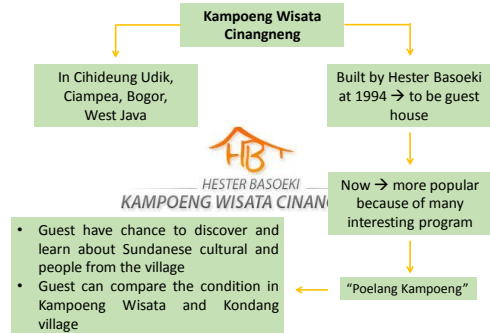 Kampoeng Wisata
Cinangneng
In Cihideung Udik,
Ciampea, Bogor,
West Java
Built by Hester Basoeki
at 1994 → to be guest
house
HB
HESTER BASOEKI
KAMPOENG WISATA CINANG
Now → more popular
because of many
interesting program
• Guest have chance to discover and
learn about Sundanese cultural and
people from the village
• Guest can compare the condition in
Kampoeng Wisata and Kondang
village
“Poelang Kampoeng”